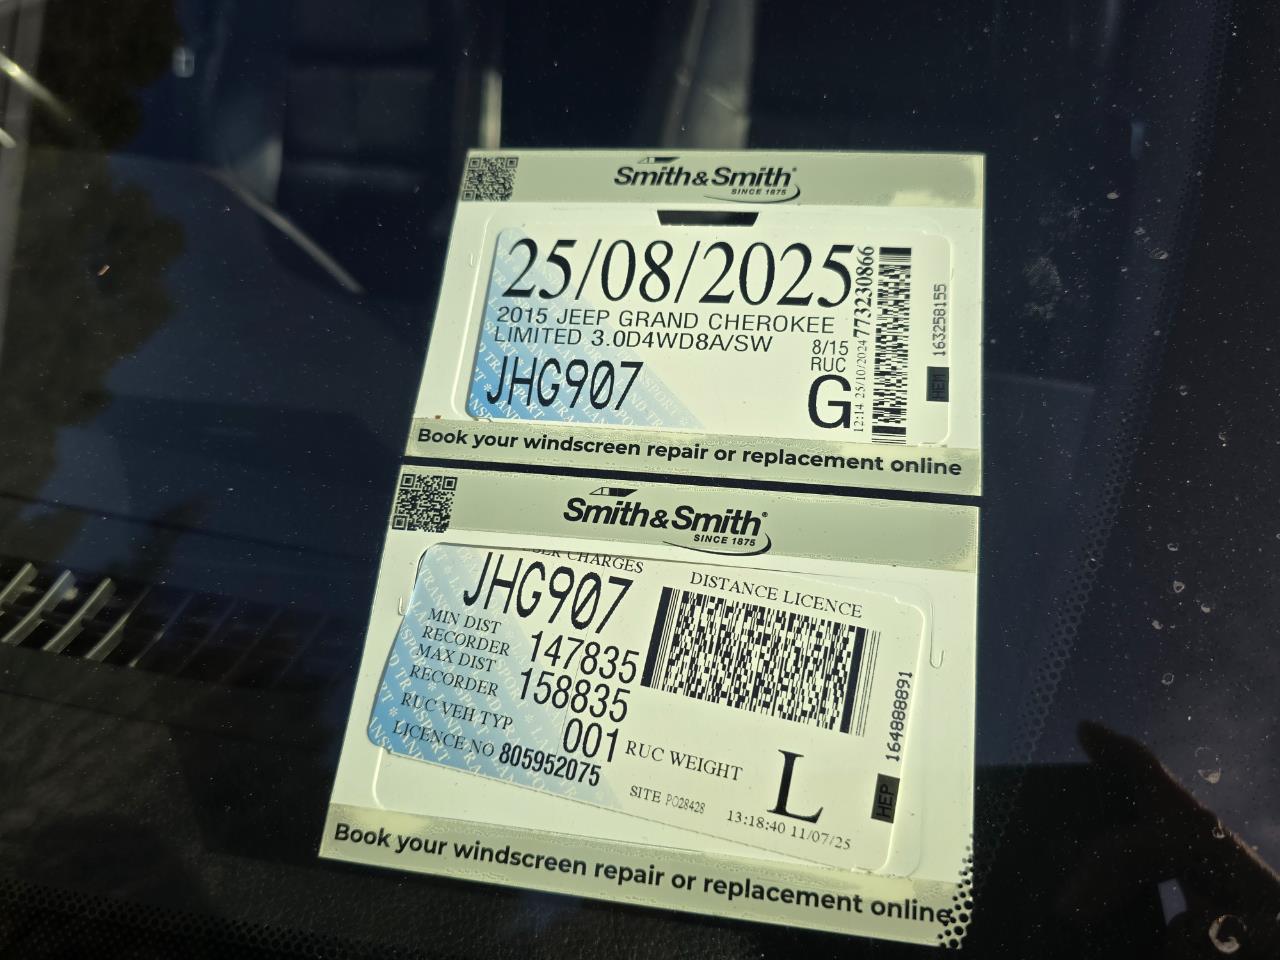 Smith&Smith®
SINCE 1875
25/08/2025
2015 JEEP GRAND CHEROKEE
LIMITED 3.0D4WD8A/SW
8/15
RUC
JHG907
G
12:14 25/10/2024 773230866
163258155
Book your windscreen repair or replacement online
Smith&Smith®
SINCE 1875
CHARGES
DISTANCE LICENCE
JHG907
MIN DIST
RECORDER 147835
MAX DIST
RECORDER 158835
RUC VEH TYP 001
RUC WEIGHT L
LICENCE NO 805952075
SITE PO28428
13:18:40 11/07/25
HEP 164888891
Book your windscreen repair or replacement online